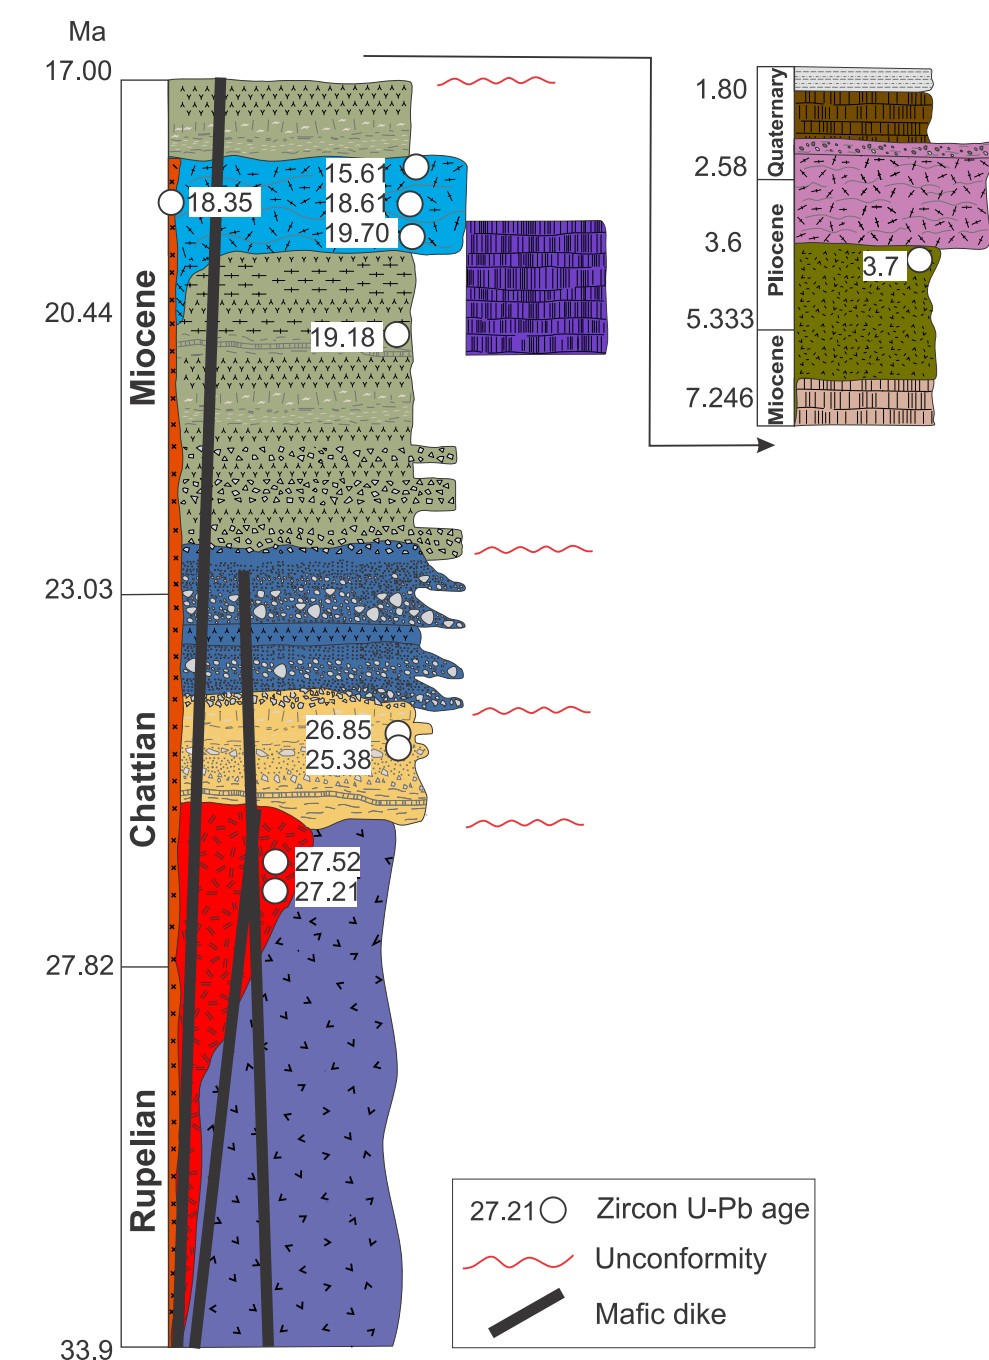 Ma
17.00
20.44
23.03
27.82
33.9
Miocene
Chattian
Rupelian
15.61
18.35
18.61
19.70
19.18
26.85
25.38
27.52
27.21
1.80
2.58
3.6
5.333
7.246
Quaternary
Pliocene
Miocene
3.7
27.21 Zircon U-Pb age
Unconformity
Mafic dike